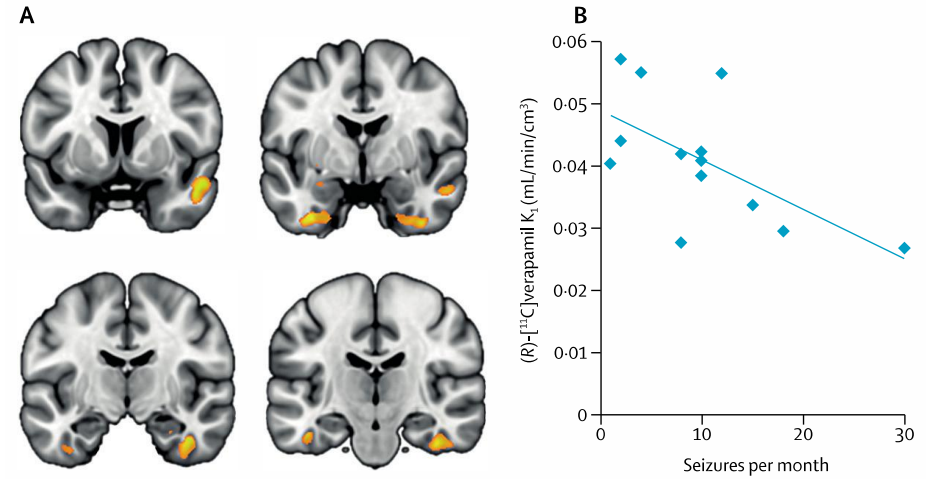 A
B
0·06
0·05
0·04
0·03
0·02
0·01
0
(R)-[¹¹C]verapamil K₁(mL/min/cm³)
0
10
20
30
Seizures per month